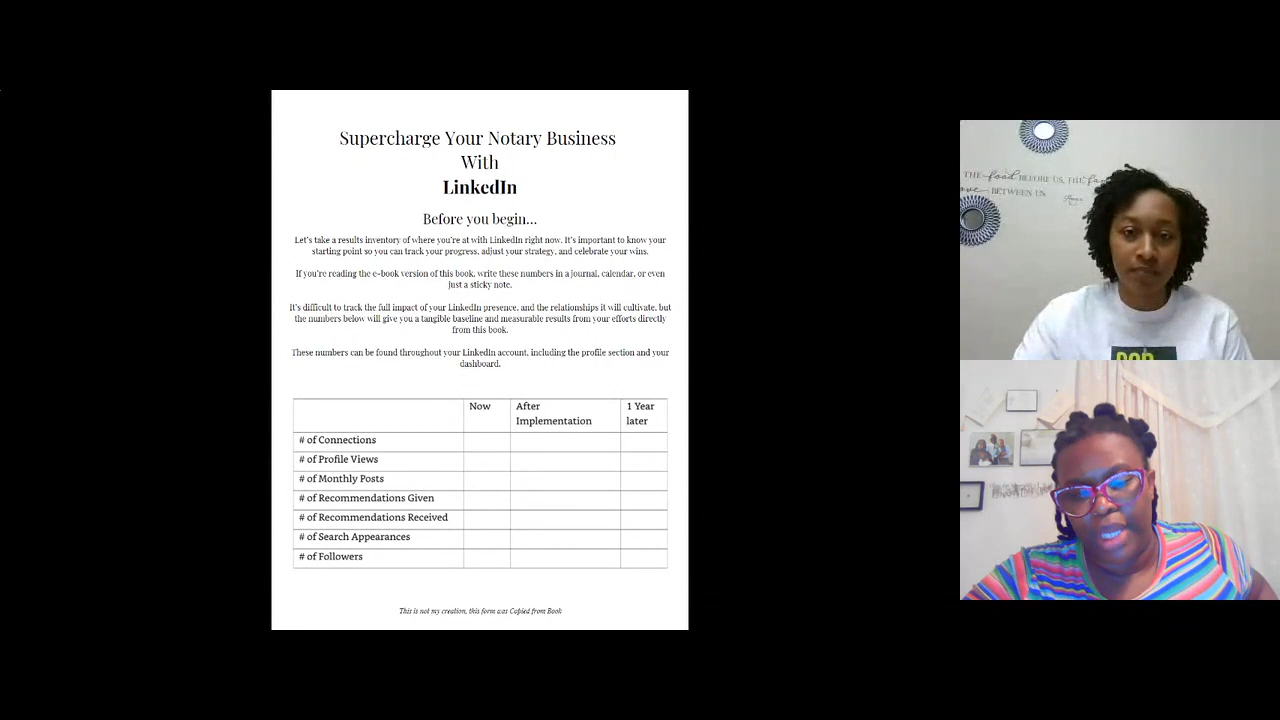 Supercharge Your Notary Business
With
LinkedIn
Before you begin...
Let's take a results inventory of where you're at with LinkedIn right now. It's important to know your
starting point so you can track your progress, adjust your strategy, and celebrate your wins.
If you're reading the e-book version of this book, write these numbers in a journal, calendar, or even
just a sticky note.
It's difficult to track the full impact of your LinkedIn presence, and the relationships it will cultivate, but
the numbers below will give you a tangible baseline and measurable results from your efforts directly
from this book.
These numbers can be found throughout your LinkedIn account, including the profile section and your
dashboard.
Now After 1 Year
Implementation later
# of Connections
# of Profile Views
# of Monthly Posts
# of Recommendations Given
# of Recommendations Received
# of Search Appearances
# of Followers
This is not my creation, this form was Copied from Book
THE food BEFORE US, THE
BETWEEN US